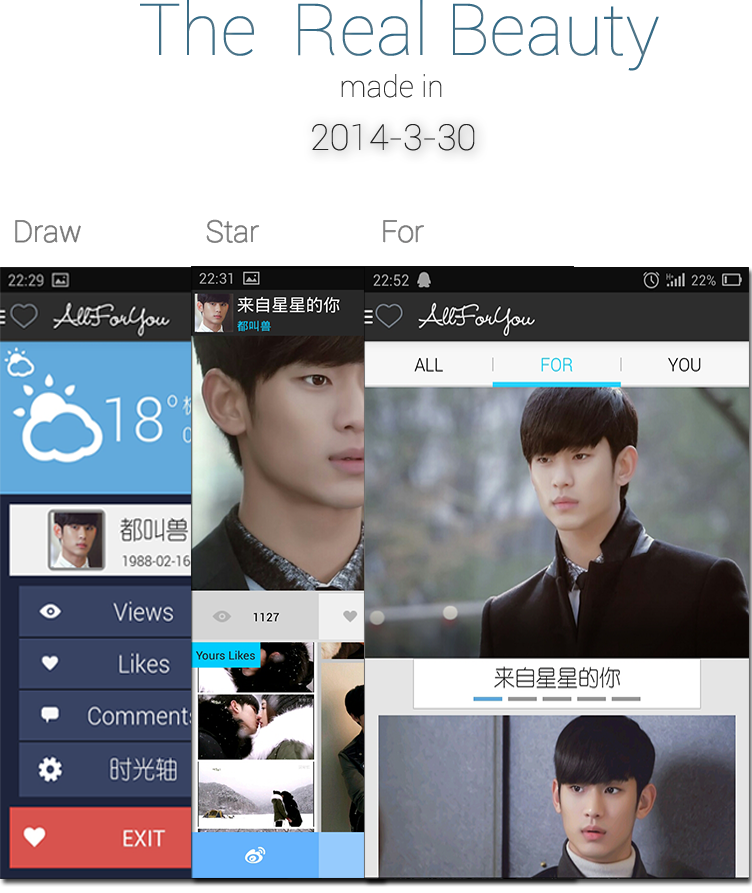 The Real Beauty
made in
2014-3-30
Draw
Star
For
22:29
AllForYou
18°
都叫兽
1988-02-16
Views
Likes
Comments
时光轴
EXIT
22:31
来自星星的你
都叫兽
1127
Yours Likes
22:52
22%
AllForYou
ALL
FOR
YOU
来自星星的你